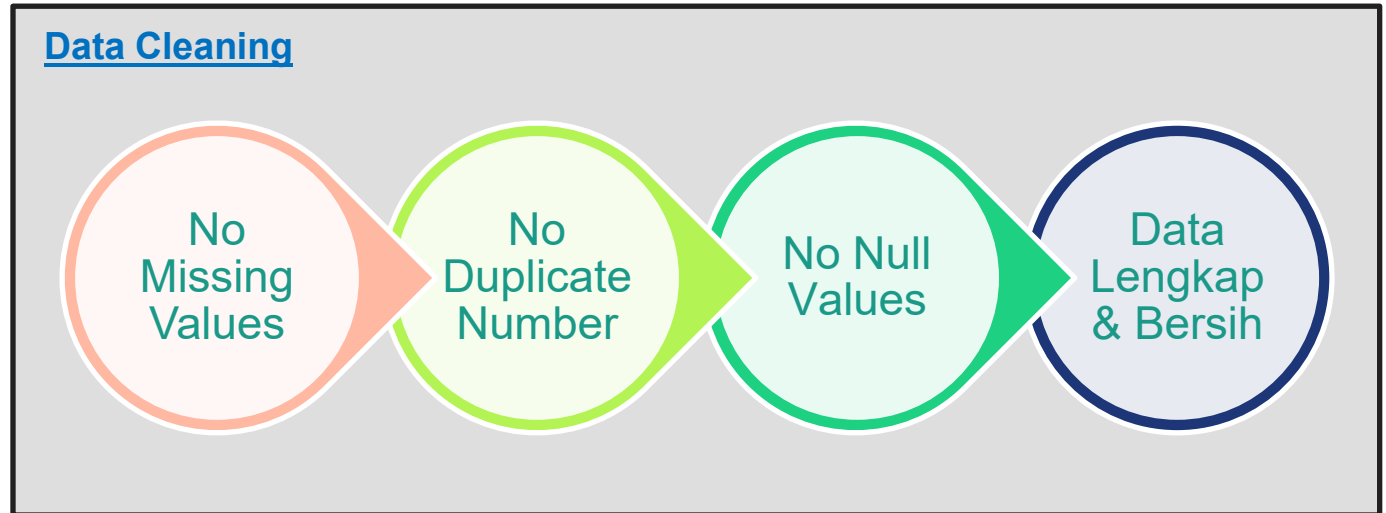 Data Cleaning
No
Missing
Values
No
Duplicate
Number
No Null
Values
Data
Lengkap
& Bersih